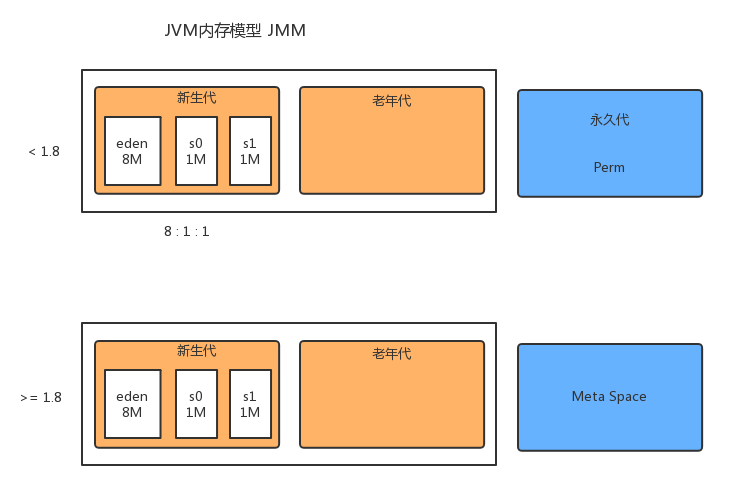 JVM内存模型 JMM
新生代
老年代
永久代
< 1.8
eden
8M
s0
1M
s1
1M
Perm
8 : 1 : 1
新生代
老年代
>= 1.8
eden
8M
s0
1M
s1
1M
Meta Space